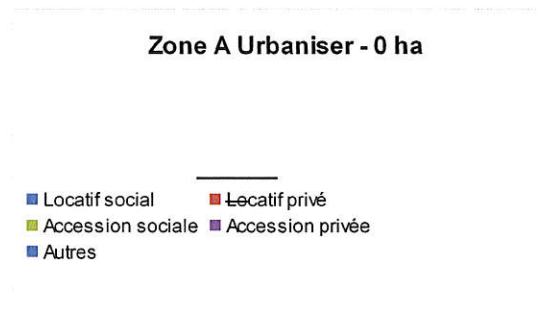 Zone A Urbaniser - 0 ha
Locatif social Locatif privé
Accession sociale Accession privée
Autres